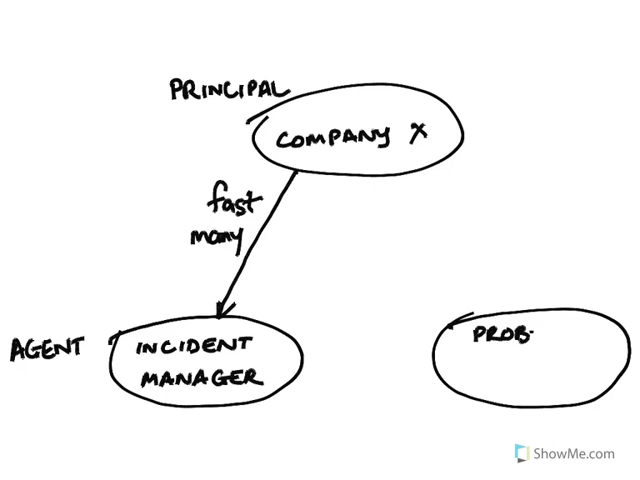 PRINCIPAL
COMPANY X
fast
many
AGENT
INCIDENT
MANAGER
PROB.
ShowMe.com